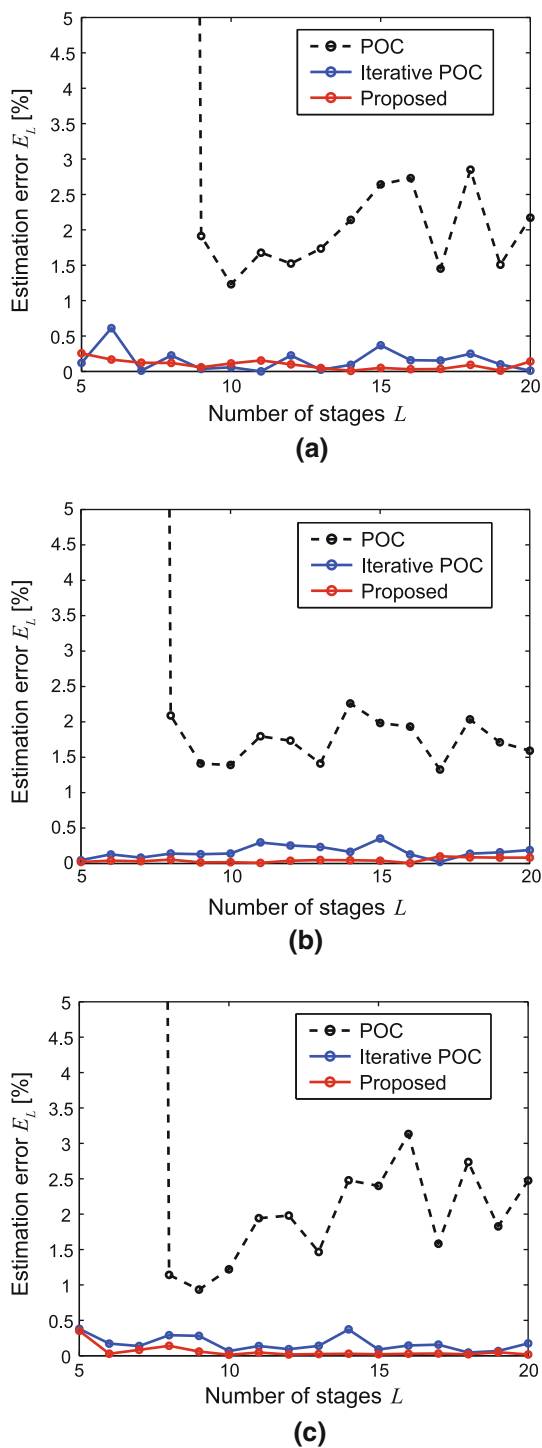 5
4.5
4
3.5
3
2.5
2
1.5
1
0.5
0
Estimation error E_L [%]
POC
Iterative POC
Proposed
5 10 15 20
Number of stages L
(a)
5
4.5
4
3.5
3
2.5
2
1.5
1
0.5
0
Estimation error E_L [%]
POC
Iterative POC
Proposed
5 10 15 20
Number of stages L
(b)
5
4.5
4
3.5
3
2.5
2
1.5
1
0.5
0
Estimation error E_L [%]
POC
Iterative POC
Proposed
5 10 15 20
Number of stages L
(c)